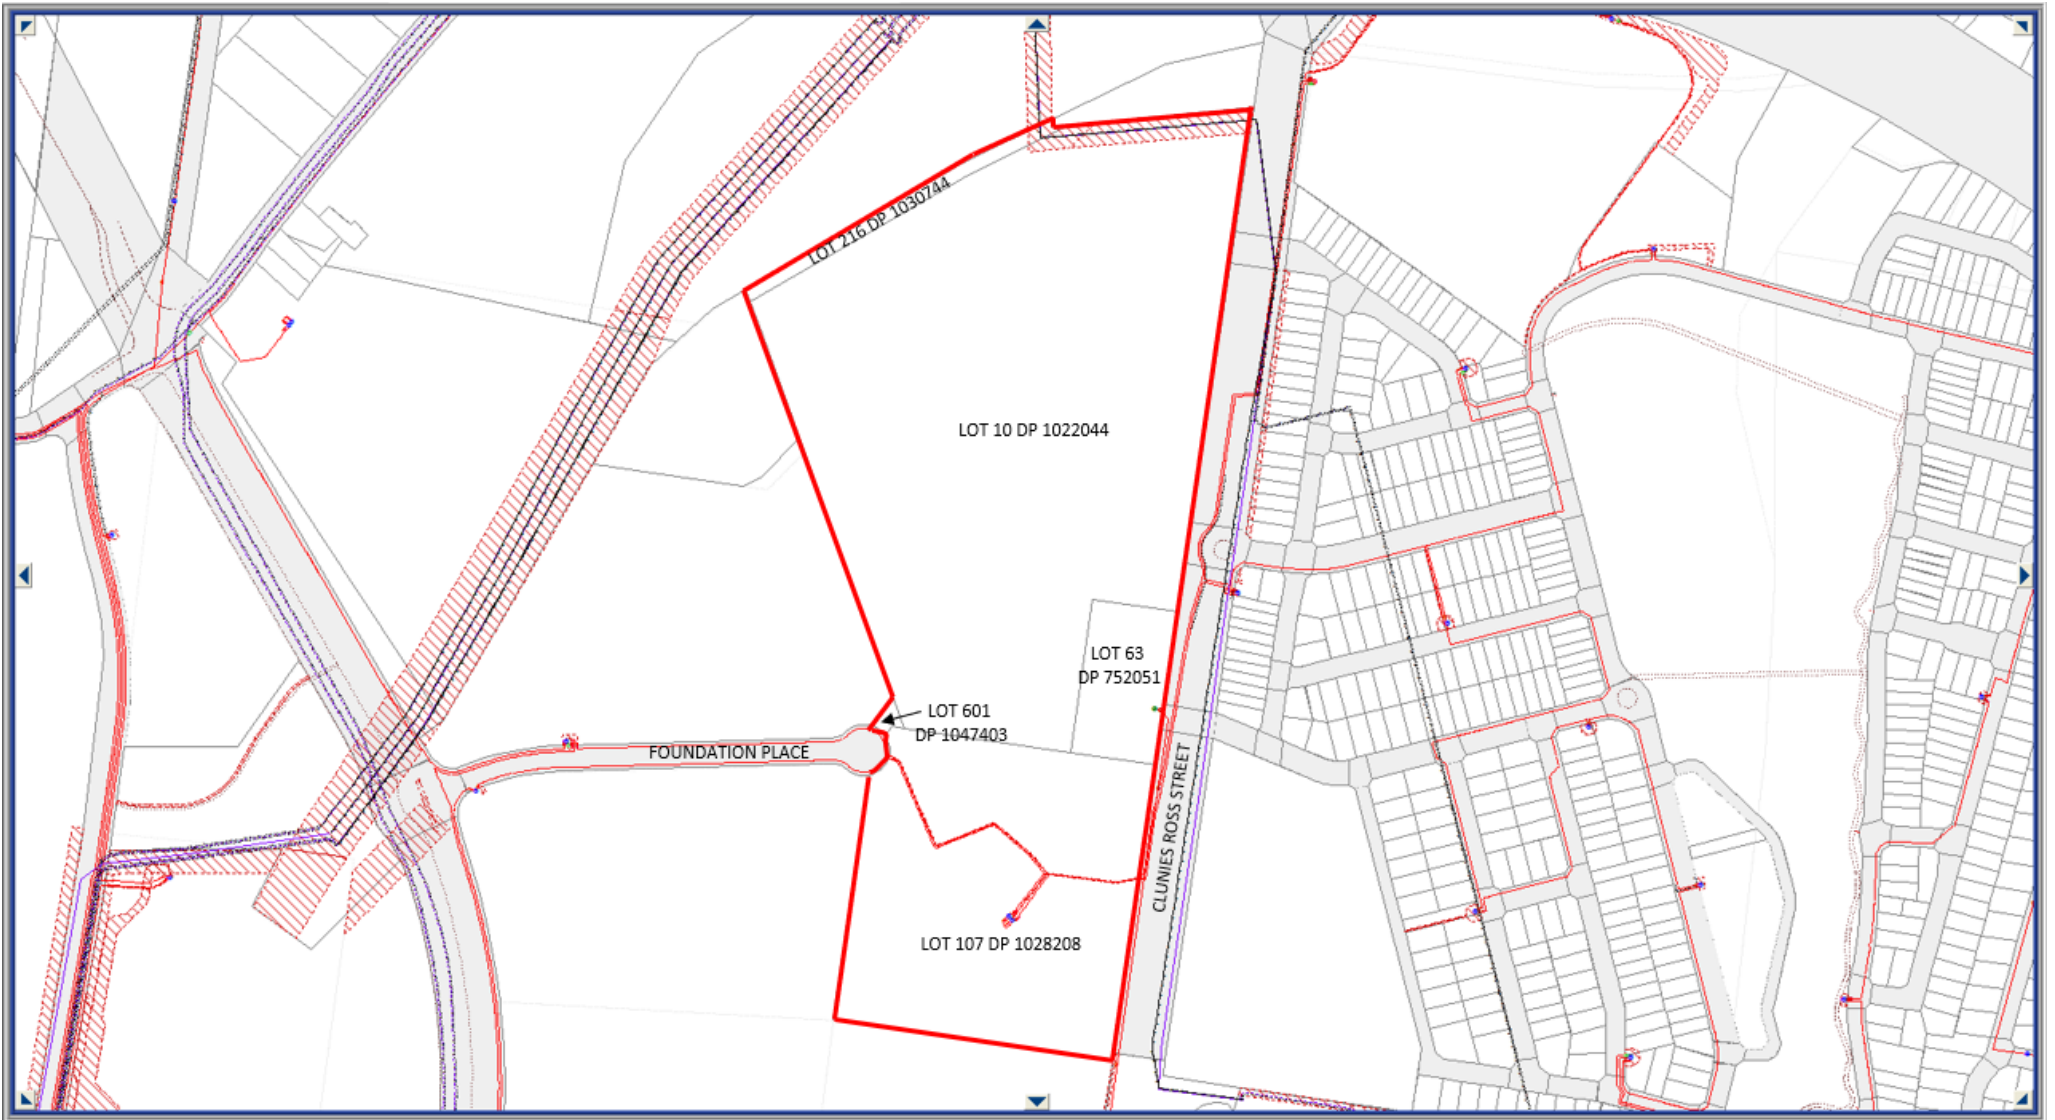 LOT 216 DP 1030744
LOT 10 DP 1022044
LOT 63
DP 752051
LOT 601
DP 1047403
FOUNDATION PLACE
CLUNIES ROSS STREET
LOT 107 DP 1028208